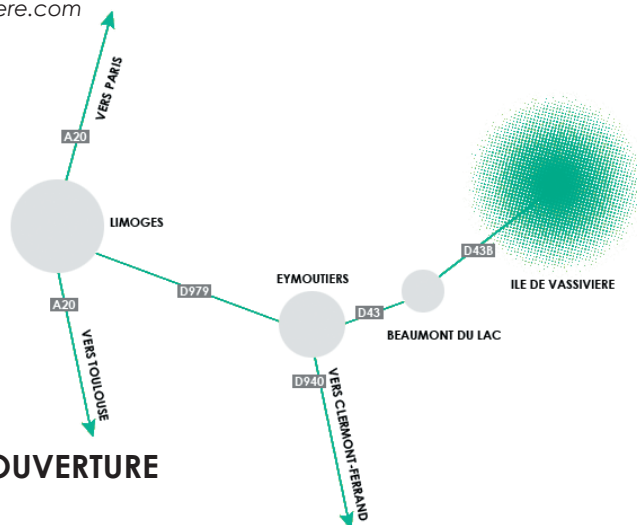 ere.com
VERS PARIS
A20
LIMOGES
D43B
EYMOUTIERS
ILE DE VASSIVIERE
D979
A20
D43
BEAUMONT DU LAC
VERS TOULOUSE
D940
VERS CLERMONT-FERRAND
OUVERTURE